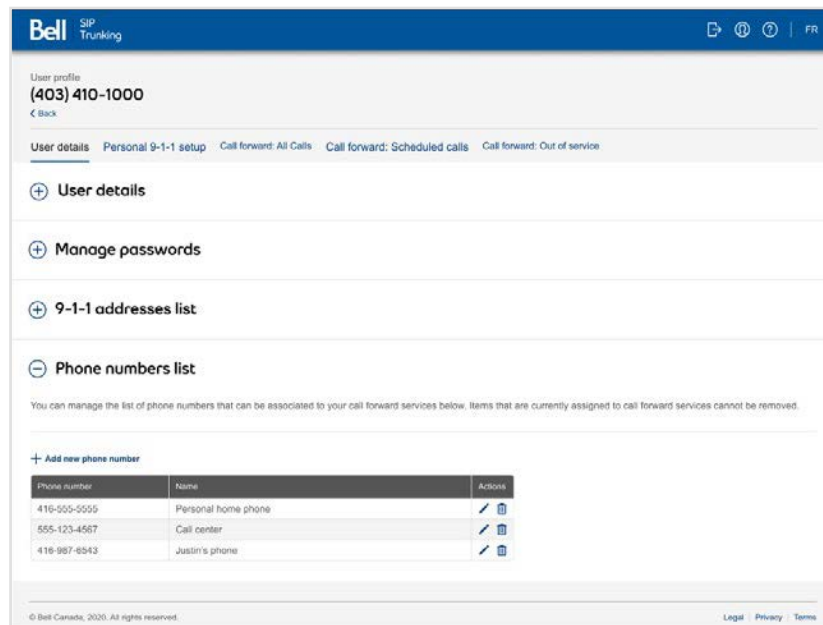 Bell SIP Trunking
FR
User profile
(403) 410-1000
Back
User details Personal 9-1-1 setup Call forward: All Calls Call forward: Scheduled calls Call forward: Out of service
User details
Manage passwords
9-1-1 addresses list
Phone numbers list
You can manage the list of phone numbers that can be associated to your call forward services below. Items that are currently assigned to call forward services cannot be removed.
Add new phone number
Phone number Name Actions
416-555-5555 Personal home phone
555-123-4567 Call center
416-987-6543 Justin's phone
© Bell Canada, 2020. All rights reserved. Legal Privacy Terms